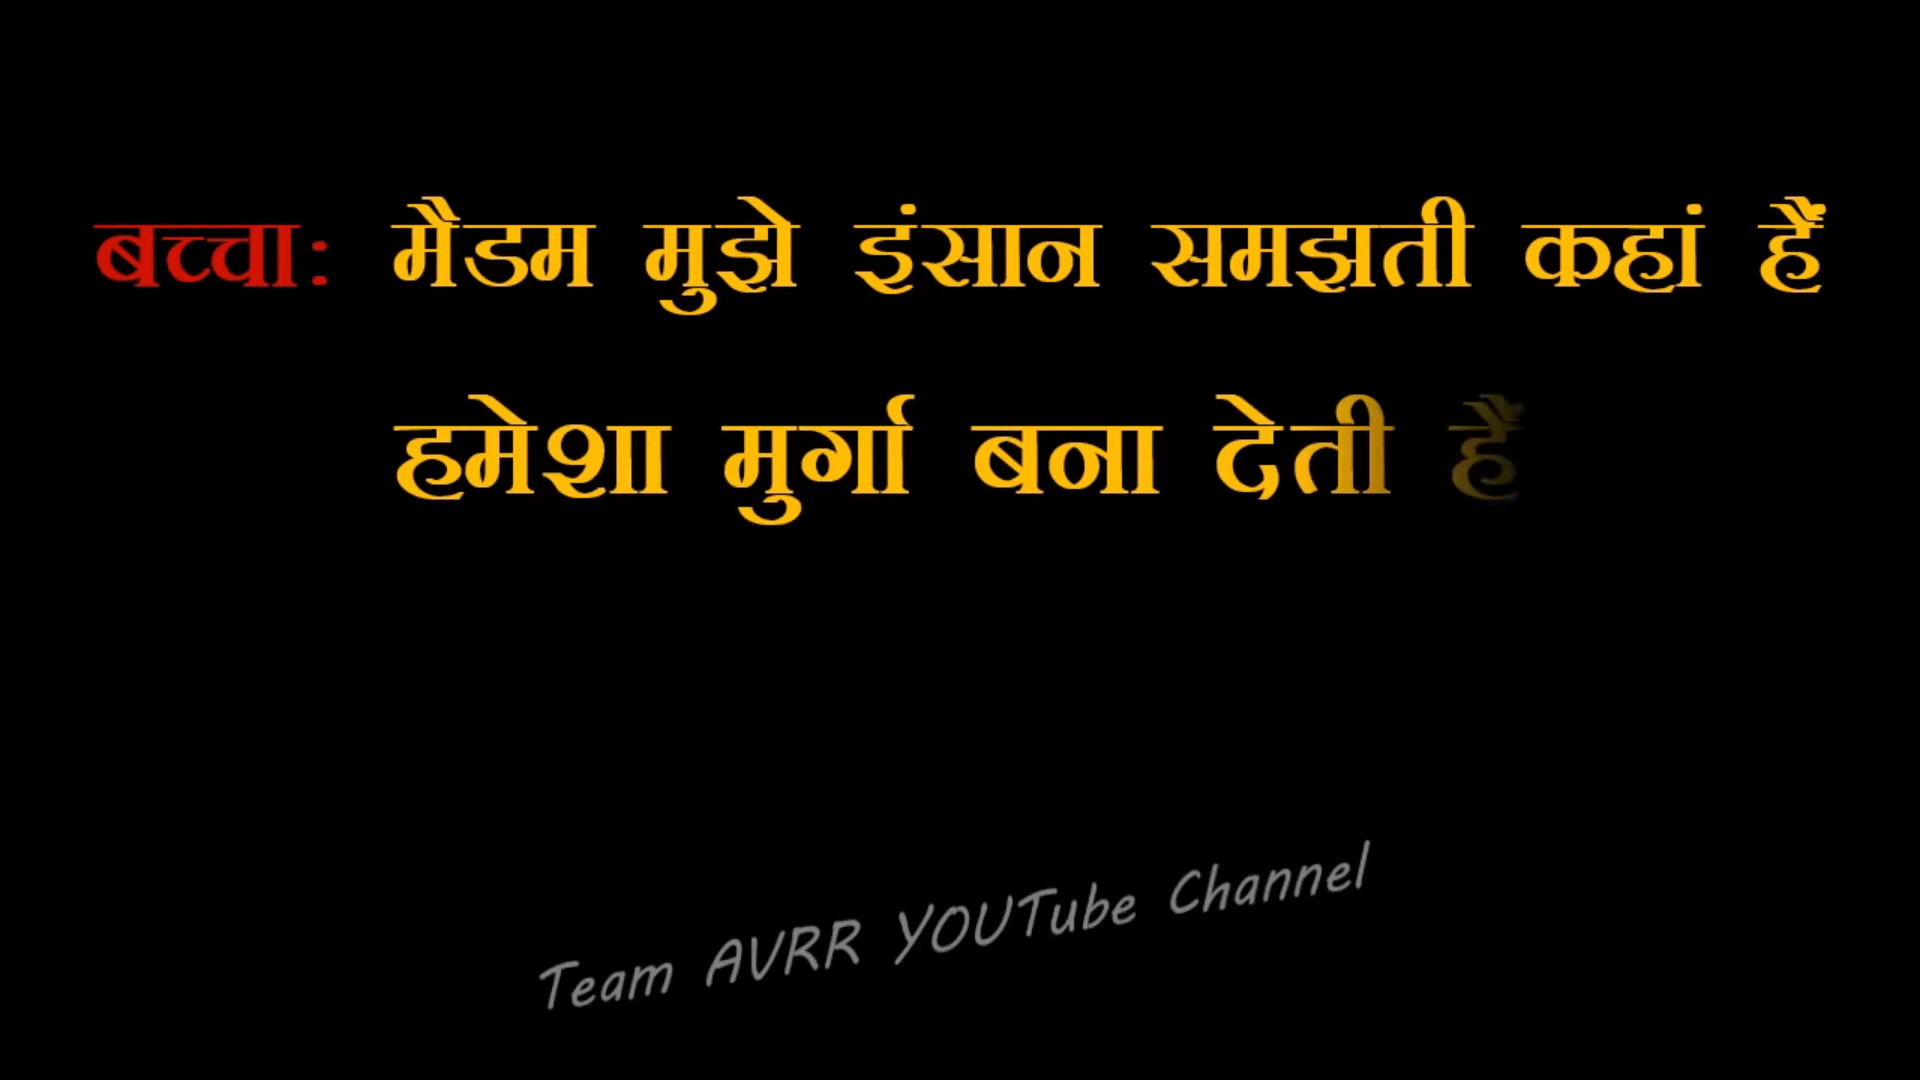 बच्चा: मैडम मुझे इंसान समझती कहां हैं
हमेशा मुर्गा बना देती हैं
Team AVRR YOUTube Channel